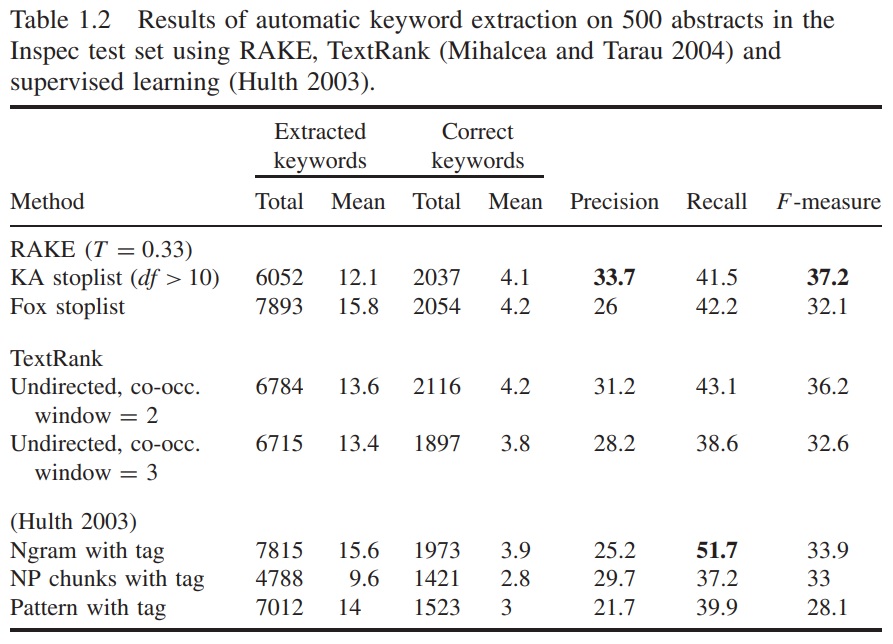 Table 1.2 Results of automatic keyword extraction on 500 abstracts in the
Inspec test set using RAKE, TextRank (Mihalcea and Tarau 2004) and
supervised learning (Hulth 2003).
Extracted Correct
keywords keywords
Method Total Mean Total Mean Precision Recall F-measure
RAKE (T = 0.33)
KA stoplist (df > 10) 6052 12.1 2037 4.1 33.7 41.5 37.2
Fox stoplist 7893 15.8 2054 4.2 26 42.2 32.1
TextRank
Undirected, co-occ. 6784 13.6 2116 4.2 31.2 43.1 36.2
window = 2
Undirected, co-occ. 6715 13.4 1897 3.8 28.2 38.6 32.6
window = 3
(Hulth 2003)
Ngram with tag 7815 15.6 1973 3.9 25.2 51.7 33.9
NP chunks with tag 4788 9.6 1421 2.8 29.7 37.2 33
Pattern with tag 7012 14 1523 3 21.7 39.9 28.1